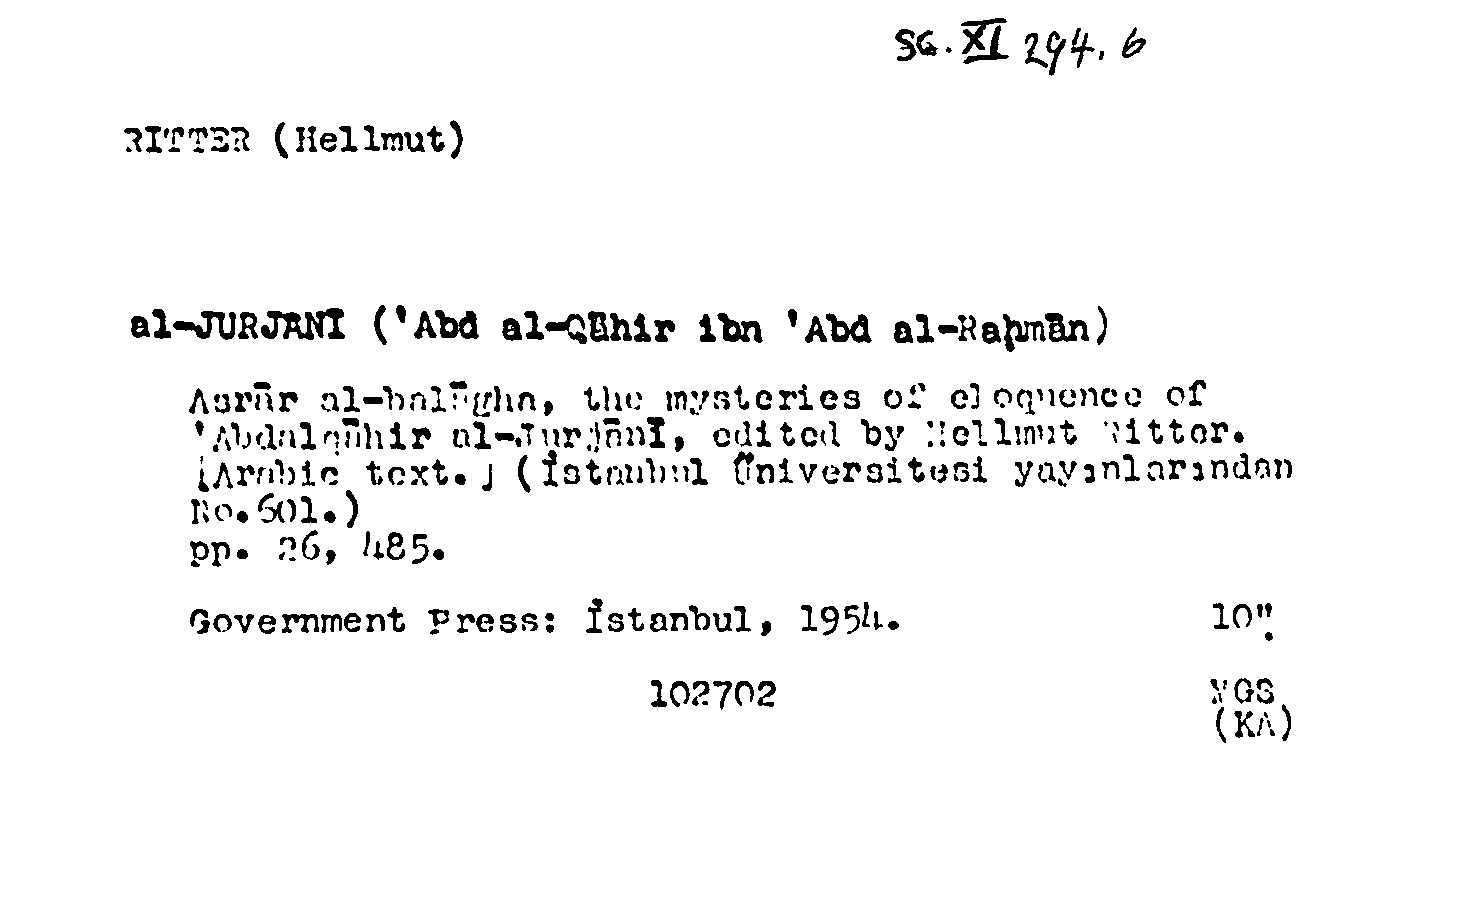 SG. XI 294.6
RITTER (Hellmut)
al-JURJĀNĪ ('Abd al-Qāhir ibn 'Abd al-Raḥmān)
Asrār al-balāgha, the mysteries of eloquence of
'Abdalqāhir al-Jurjānī, edited by Hellmut Ritter.
[Arabic text.] (İstanbul Üniversitesi yayınlarından
No.601.)
pp. 26, 485.
Government Press: İstanbul, 1954. 10".
102702 MGS
(KA)